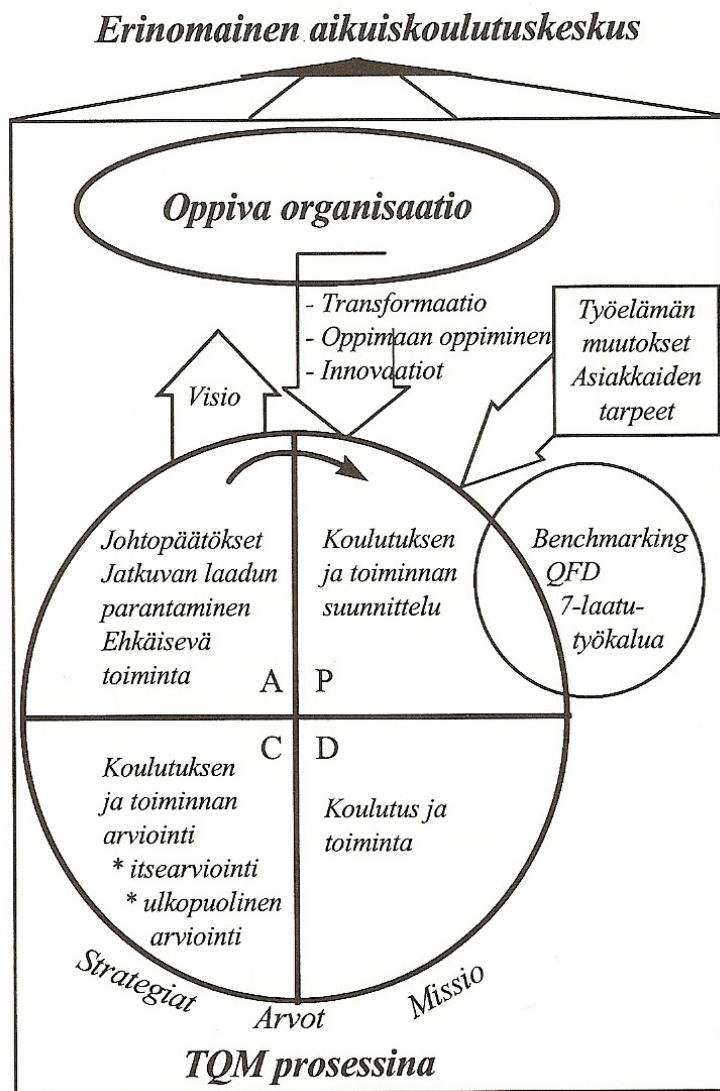 Erinomainen aikuiskoulutuskeskus
Oppiva organisaatio
- Transformaatio
- Oppimaan oppiminen
- Innovaatiot
Työelämän
muutokset
Asiakkaiden
tarpeet
Visio
Johtopäätökset
Jatkuvan laadun
parantaminen
Ehkäisevä
toiminta
A
Koulutuksen
ja toiminnan
suunnittelu
P
Benchmarking
QFD
7-laatu-
työkalua
C
Koulutuksen
ja toiminnan
arviointi
* itsearviointi
* ulkopuolinen
arviointi
D
Koulutus ja
toiminta
Strategiat
Arvot
Missio
TQM prosessina